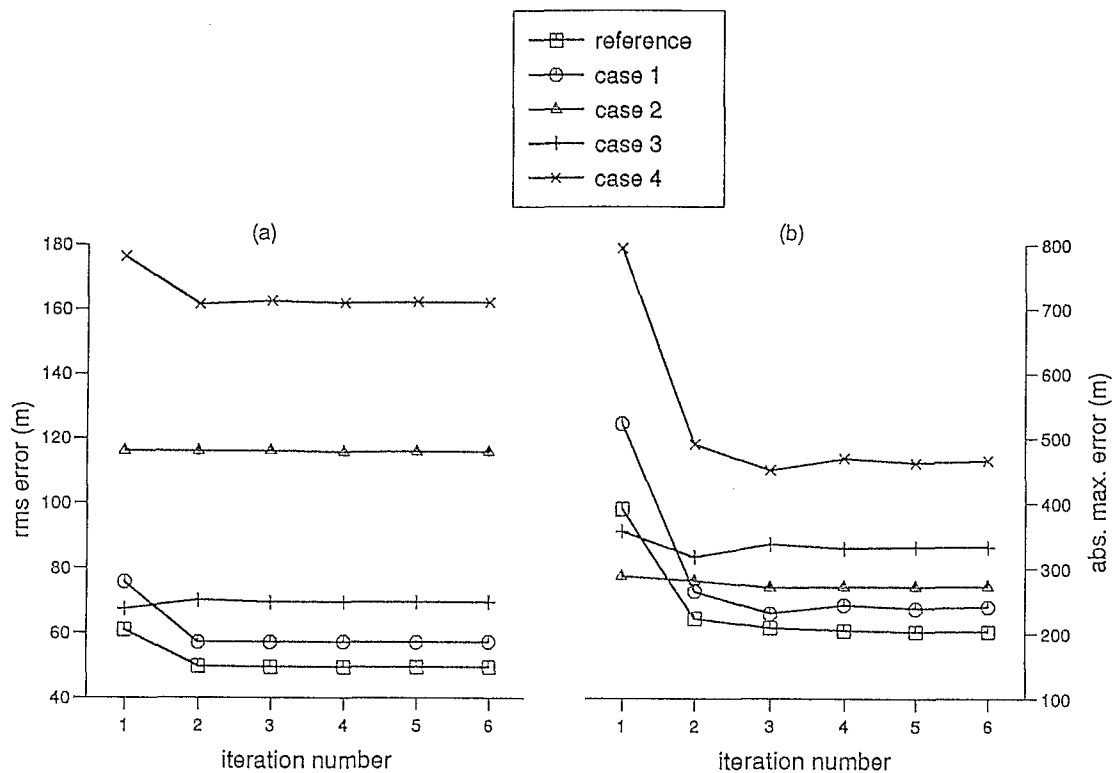 reference
case 1
case 2
case 3
case 4
(a)
180
160
140
120
100
80
60
40
rms error (m)
1 2 3 4 5 6
iteration number
(b)
800
700
600
500
400
300
200
100
abs. max. error (m)
1 2 3 4 5 6
iteration number